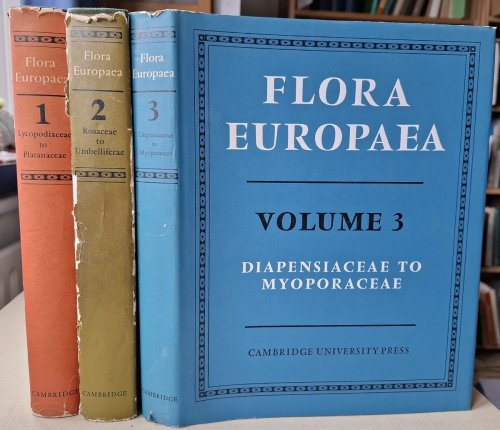 Flora
Europaea
1
Lycopodiaceae
to
Platanaceae
CAMBRIDGE
Flora
Europaea
2
Rosaceae
to
Umbelliferae
CAMBRIDGE
Flora
Europaea
3
Diapensiaceae
to
Myoporaceae
CAMBRIDGE
FLORA
EUROPAEA
VOLUME 3
DIAPENSIACEAE TO
MYOPORACEAE
CAMBRIDGE UNIVERSITY PRESS